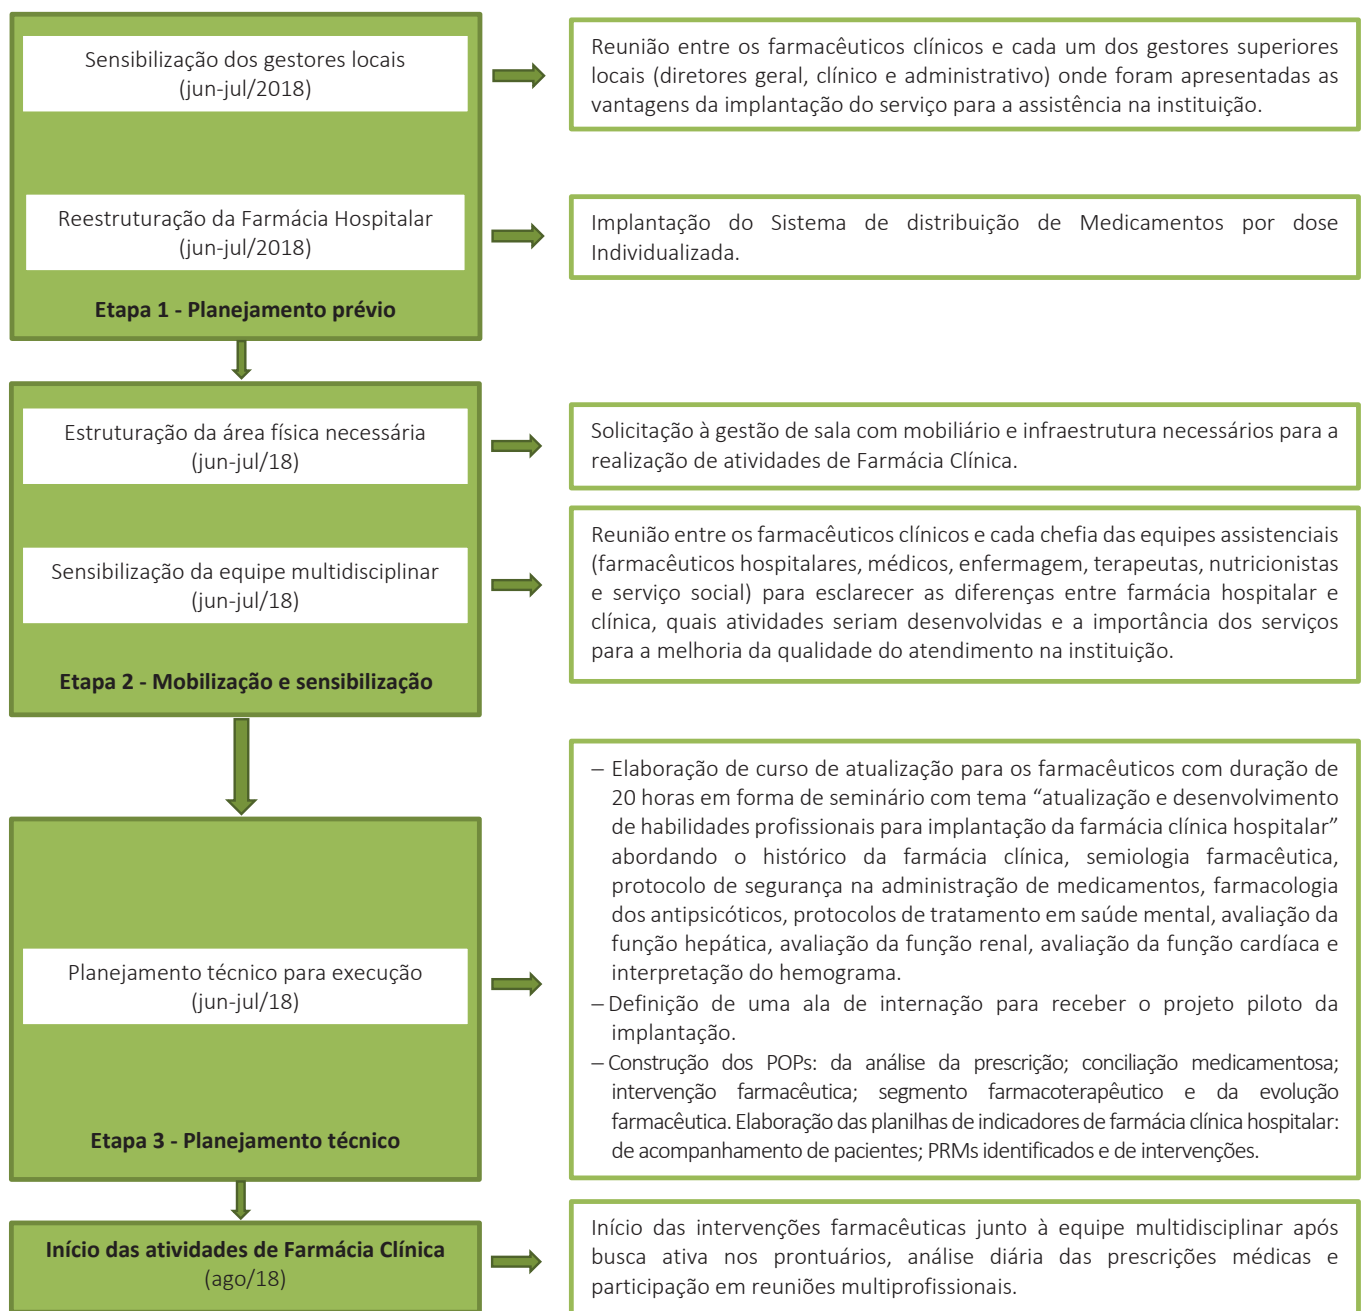 Sensibilização dos gestores locais
(jun-jul/2018)
Reunião entre os farmacêuticos clínicos e cada um dos gestores superiores
locais (diretores geral, clínico e administrativo) onde foram apresentadas as
vantagens da implantação do serviço para a assistência na instituição.
Reestruturação da Farmácia Hospitalar
(jun-jul/2018)
Implantação do Sistema de distribuição de Medicamentos por dose
Individualizada.
Etapa 1 - Planejamento prévio
Estruturação da área física necessária
(jun-jul/18)
Solicitação à gestão de sala com mobiliário e infraestrutura necessários para a
realização de atividades de Farmácia Clínica.
Sensibilização da equipe multidisciplinar
(jun-jul/18)
Reunião entre os farmacêuticos clínicos e cada chefia das equipes assistenciais
(farmacêuticos hospitalares, médicos, enfermagem, terapeutas, nutricionistas
e serviço social) para esclarecer as diferenças entre farmácia hospitalar e
clínica, quais atividades seriam desenvolvidas e a importância dos serviços
para a melhoria da qualidade do atendimento na instituição.
Etapa 2 - Mobilização e sensibilização
Planejamento técnico para execução
(jun-jul/18)
– Elaboração de curso de atualização para os farmacêuticos com duração de
20 horas em forma de seminário com tema “atualização e desenvolvimento
de habilidades profissionais para implantação da farmácia clínica hospitalar”
abordando o histórico da farmácia clínica, semiologia farmacêutica,
protocolo de segurança na administração de medicamentos, farmacologia
dos antipsicóticos, protocolos de tratamento em saúde mental, avaliação da
função hepática, avaliação da função renal, avaliação da função cardíaca e
interpretação do hemograma.
– Definição de uma ala de internação para receber o projeto piloto da
implantação.
– Construção dos POPs: da análise da prescrição; conciliação medicamentosa;
intervenção farmacêutica; segmento farmacoterapêutico e da evolução
farmacêutica. Elaboração das planilhas de indicadores de farmácia clínica hospitalar:
de acompanhamento de pacientes; PRMs identificados e de intervenções.
Etapa 3 - Planejamento técnico
Início das atividades de Farmácia Clínica
(ago/18)
Início das intervenções farmacêuticas junto à equipe multidisciplinar após
busca ativa nos prontuários, análise diária das prescrições médicas e
participação em reuniões multiprofissionais.